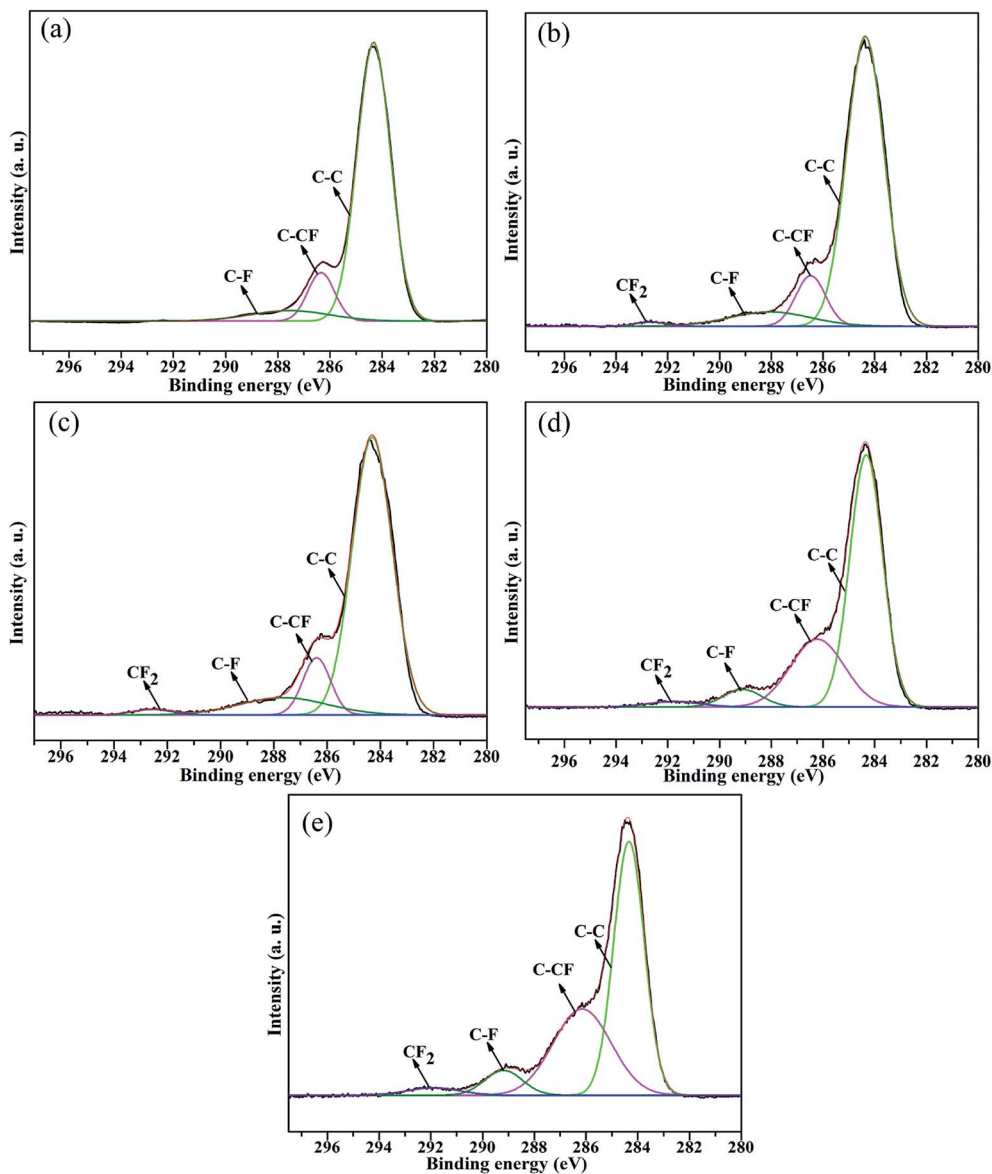 (a)
Intensity (a. u.)
C-C
C-CF
C-F
296 294 292 290 288 286 284 282 280
Binding energy (eV)
(b)
Intensity (a. u.)
C-C
C-CF
C-F
CF2
296 294 292 290 288 286 284 282 280
Binding energy (eV)
(c)
Intensity (a. u.)
C-C
C-CF
C-F
CF2
296 294 292 290 288 286 284 282 280
Binding energy (eV)
(d)
Intensity (a. u.)
C-C
C-CF
C-F
CF2
296 294 292 290 288 286 284 282 280
Binding energy (eV)
(e)
Intensity (a. u.)
C-C
C-CF
C-F
CF2
296 294 292 290 288 286 284 282 280
Binding energy (eV)